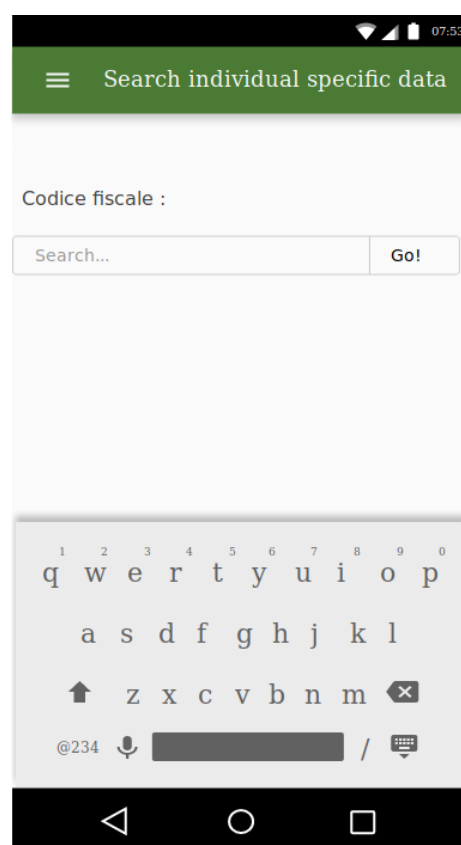 07:53
Search individual specific data
Codice fiscale :
Search...
Go!
1 2 3 4 5 6 7 8 9 0
q w e r t y u i o p
a s d f g h j k l
z x c v b n m
@234 /